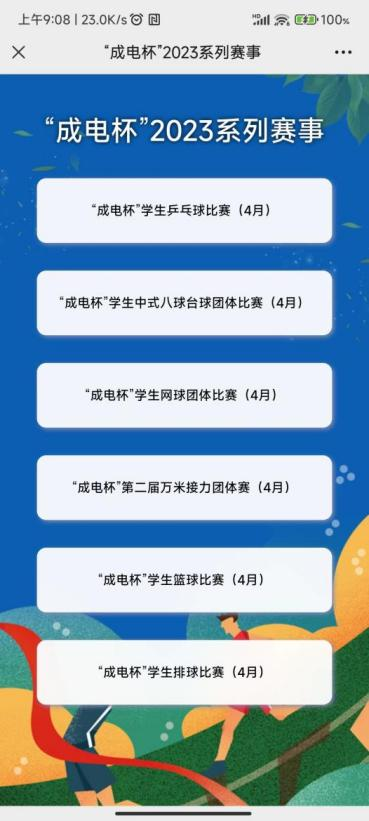 上午9:08 | 23.0K/s
HD
100%
“成电杯”2023系列赛事
“成电杯”2023系列赛事
“成电杯”学生乒乓球比赛（4月）
“成电杯”学生中式八球台球团体比赛（4月）
“成电杯”学生网球团体比赛（4月）
“成电杯”第二届万米接力团体赛（4月）
“成电杯”学生篮球比赛（4月）
“成电杯”学生排球比赛（4月）